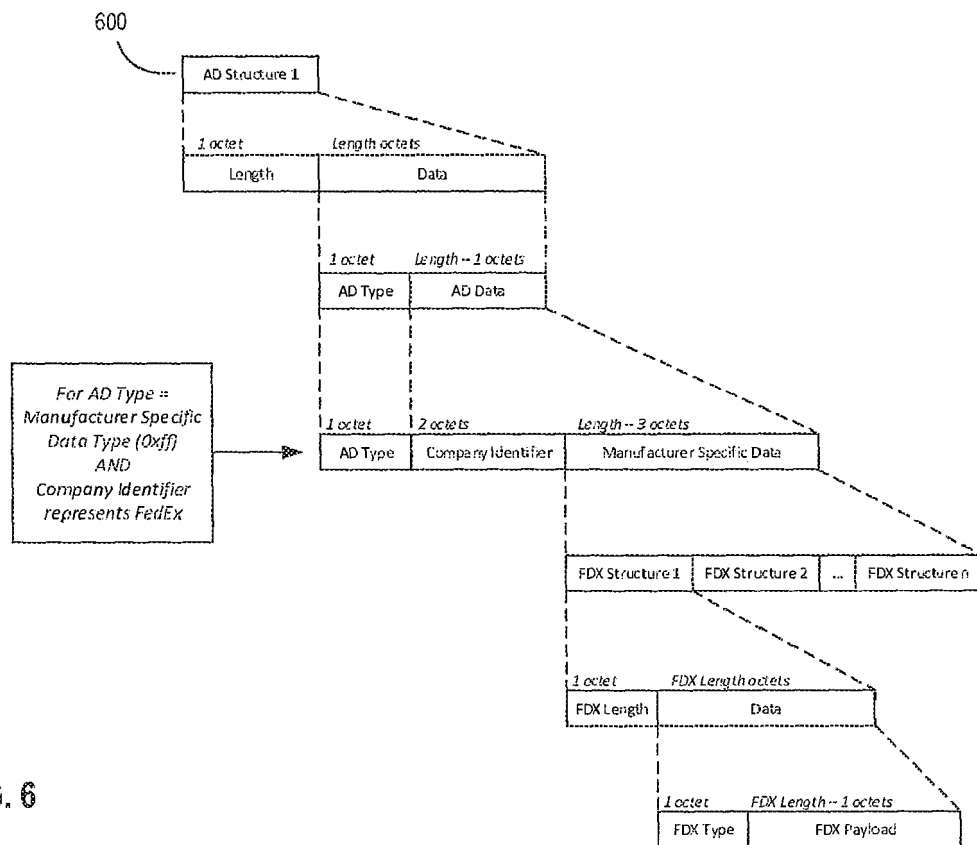 600
AD Structure 1
1 octet Length octets
Length Data
1 octet Length -- 1 octets
AD Type AD Data
For AD Type =
Manufacturer Specific
Data Type (0xff)
AND
Company Identifier
represents FedEx
1 octet 2 octets Length -- 3 octets
AD Type Company Identifier Manufacturer Specific Data
FDX Structure 1 FDX Structure 2 ... FDX Structure n
1 octet FDX Length octets
FDX Length Data
1 octet FDX Length -- 1 octets
FDX Type FDX Payload
. 6